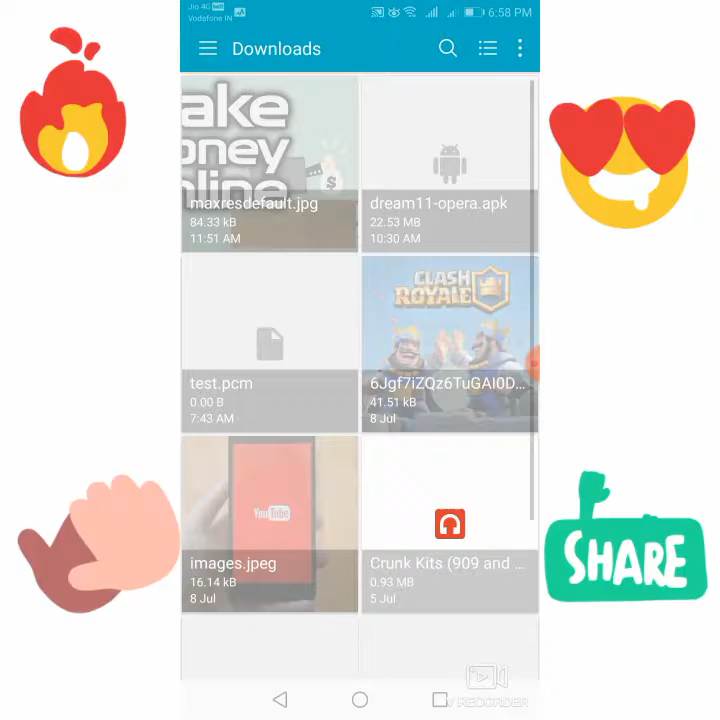 Jio 4G VoLTE
Vodafone IN
6:58 PM
Downloads
ake
oney
nline
$
maxresdefault.jpg
84.33 kB
11:51 AM
dream11-opera.apk
22.53 MB
10:30 AM
test.pcm
0.00 B
7:43 AM
CLASH
ROYALE
6Jgf7iZQz6TuGAI0D...
41.51 kB
8 Jul
YouTube
images.jpeg
16.14 kB
8 Jul
Crunk Kits (909 and ...
0.93 MB
5 Jul
SHARE
V RECORDER